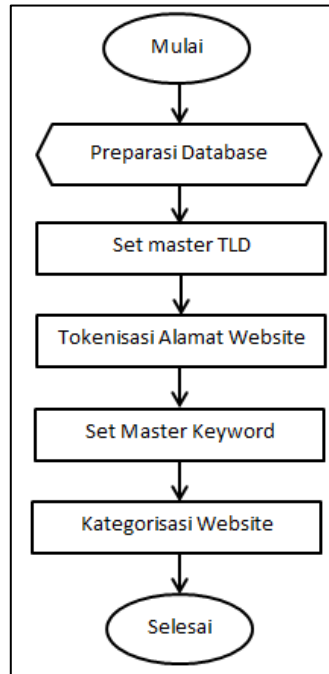 Mulai
Preparasi Database
Set master TLD
Tokenisasi Alamat Website
Set Master Keyword
Kategorisasi Website
Selesai